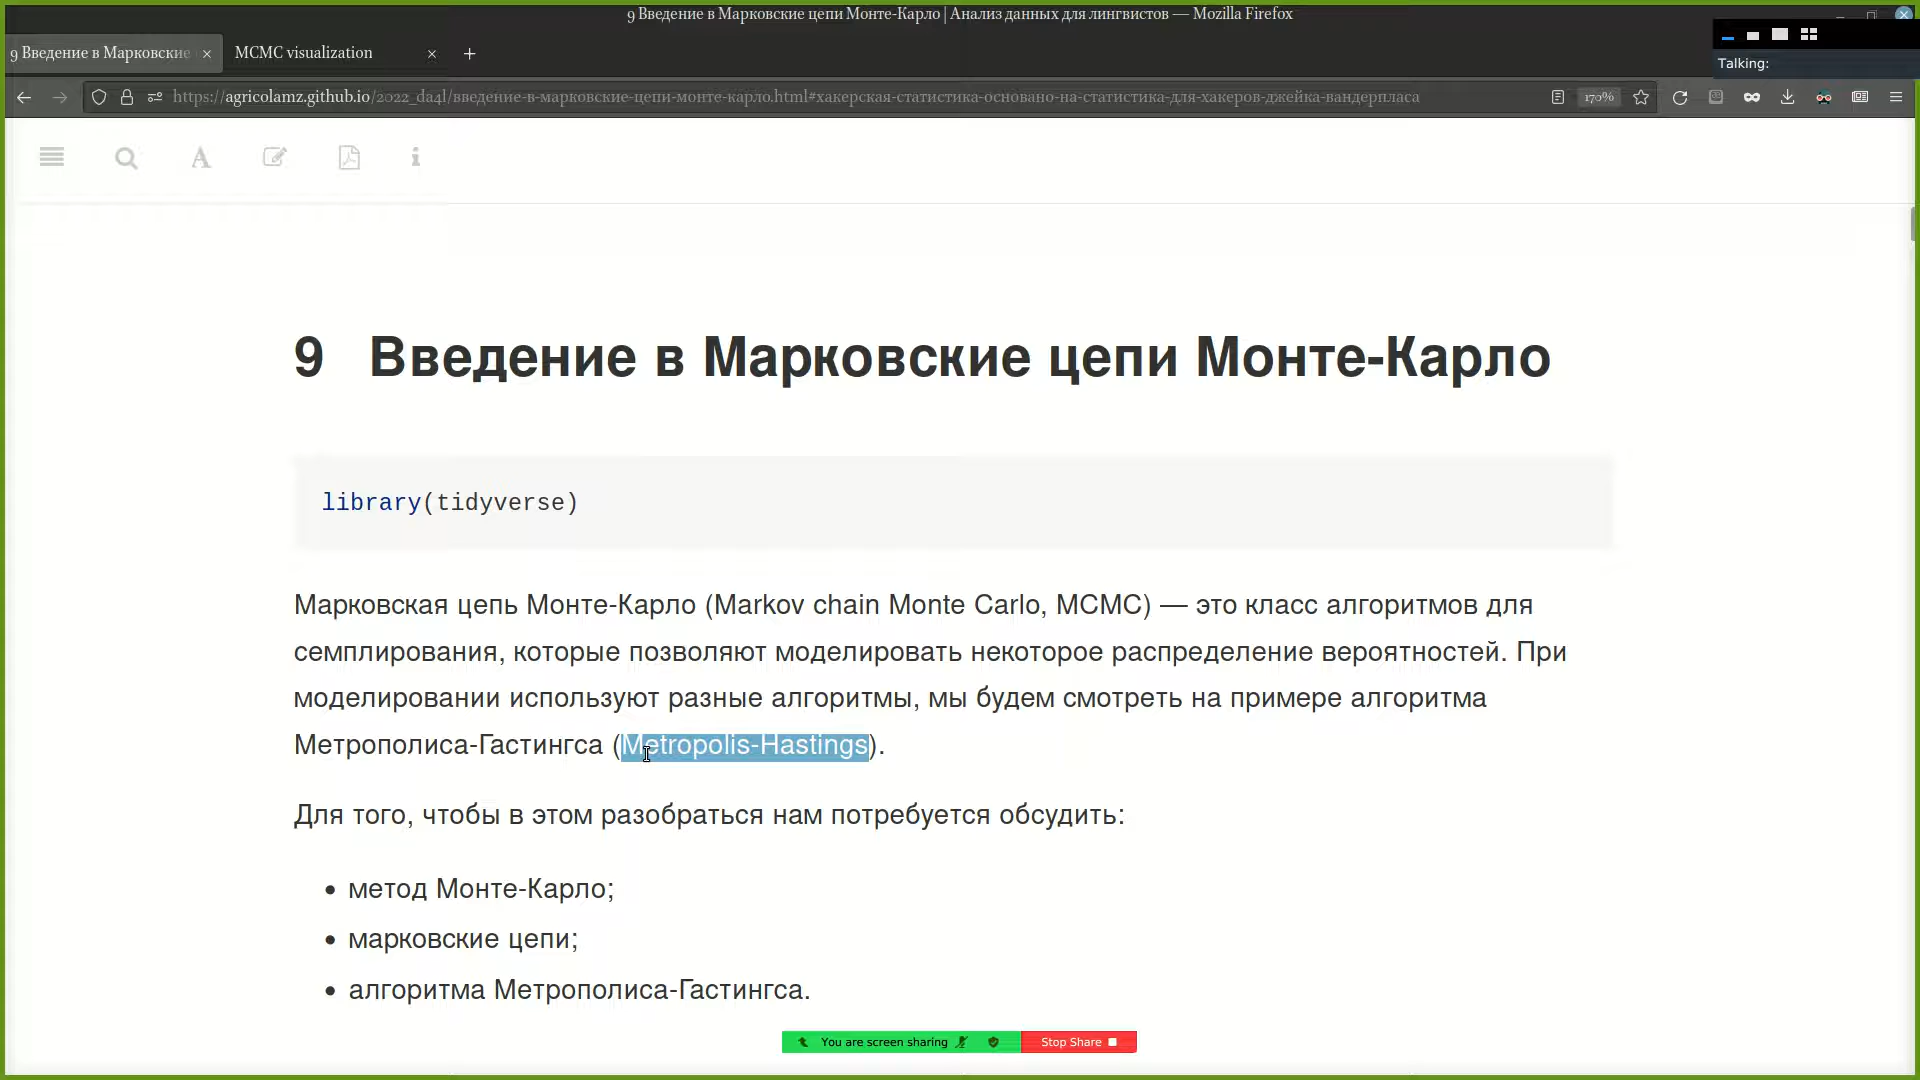 9 Введение в Марковские цепи Монте-Карло | Анализ данных для лингвистов — Mozilla Firefox
9 Введение в Марковские
MCMC visualization
Talking:
https://agricolamz.github.io/2022_da4l/введение-в-марковские-цепи-монте-карло.html#хакерская-статистика-основано-на-статистика-для-хакеров-джейка-вандерпласа
170%
9 Введение в Марковские цепи Монте-Карло
library(tidyverse)
Марковская цепь Монте-Карло (Markov chain Monte Carlo, MCMC) — это класс алгоритмов для
семплирования, которые позволяют моделировать некоторое распределение вероятностей. При
моделировании используют разные алгоритмы, мы будем смотреть на примере алгоритма
Метрополиса-Гастингса (Metropolis-Hastings).
Для того, чтобы в этом разобраться нам потребуется обсудить:
• метод Монте-Карло;
• марковские цепи;
• алгоритма Метрополиса-Гастингса.
You are screen sharing
Stop Share